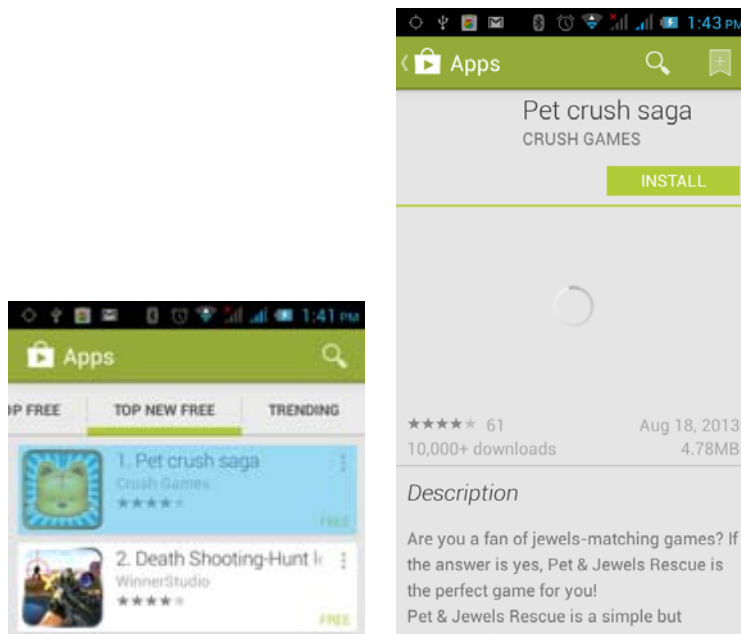 1:41 PM
Apps
OP FREE TOP NEW FREE TRENDING
1. Pet crush saga
Crush Games
FREE
2. Death Shooting-Hunt
WinnerStudio
FREE
1:43 PM
Apps
Pet crush saga
CRUSH GAMES
INSTALL
61 Aug 18, 2013
10,000+ downloads 4.78MB
Description
Are you a fan of jewels-matching games? If
the answer is yes, Pet & Jewels Rescue is
the perfect game for you!
Pet & Jewels Rescue is a simple but